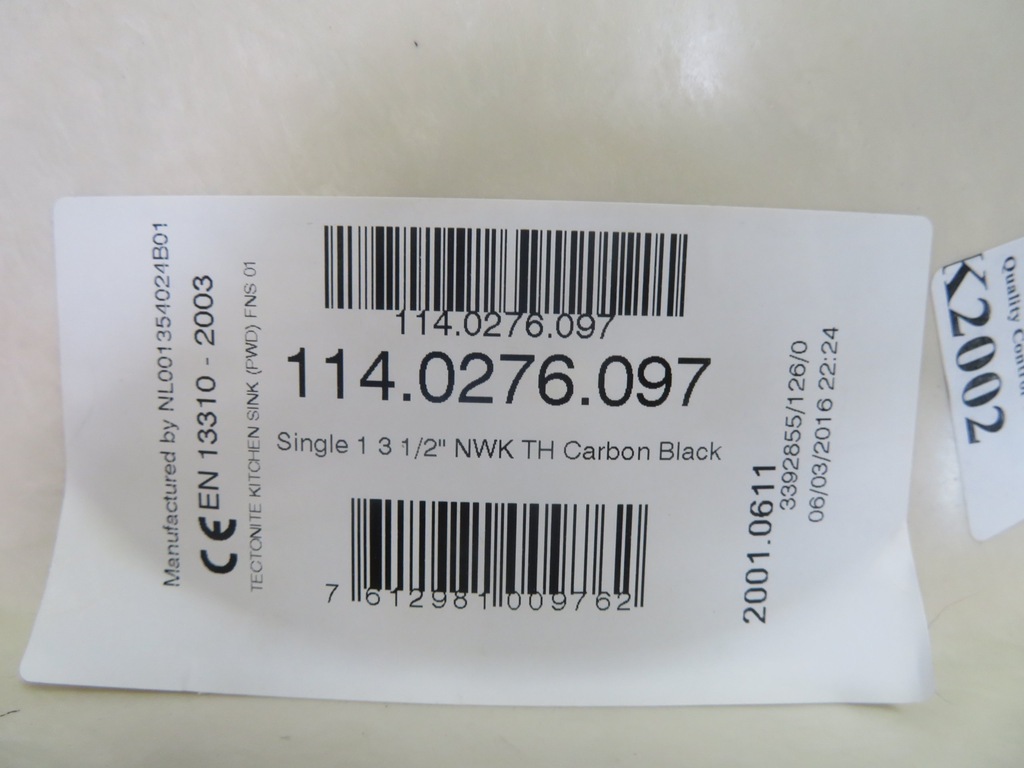 Manufactured by NL001354024B01
CE EN 13310 - 2003
TECTONITE KITCHEN SINK (PWD) FNS 01
114.0276.097
114.0276.097
Single 1 3 1/2" NWK TH Carbon Black
7 612981 009762
2001.0611
3392855/126/0
06/03/2016 22:24
Quality Control
K2002